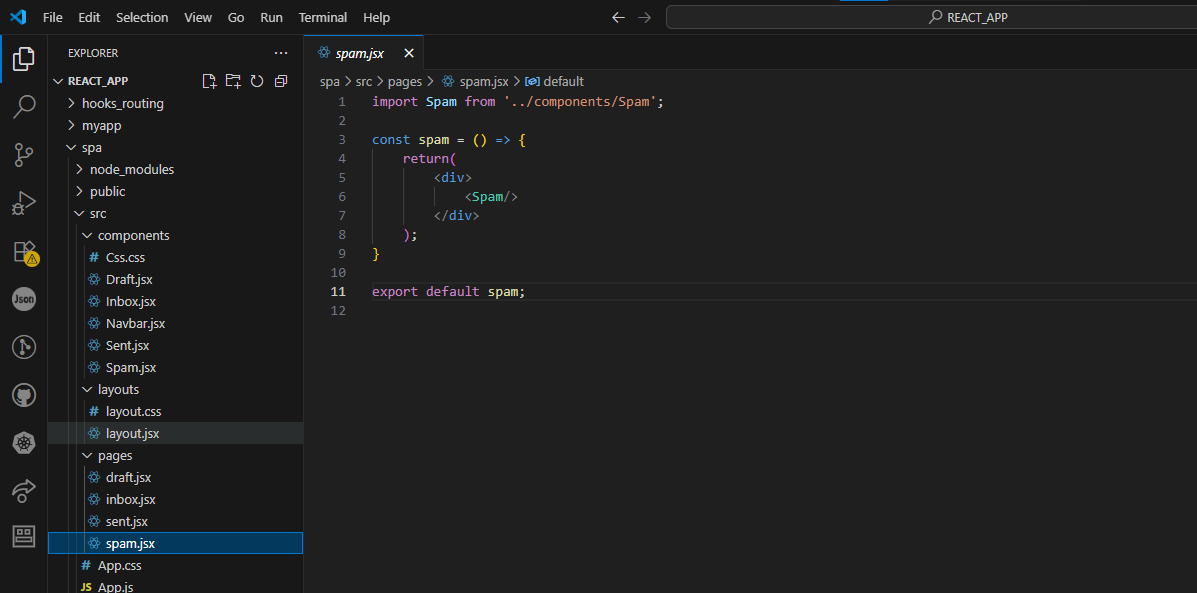 File Edit Selection View Go Run Terminal Help
REACT_APP
EXPLORER
REACT_APP
hooks_routing
myapp
spa
node_modules
public
src
components
# Css.css
Draft.jsx
Inbox.jsx
Navbar.jsx
Sent.jsx
Spam.jsx
layouts
# layout.css
layout.jsx
pages
draft.jsx
inbox.jsx
sent.jsx
spam.jsx
# App.css
JS App.js
Json
spam.jsx
spa > src > pages > spam.jsx > default
1 import Spam from '../components/Spam';
2
3 const spam = () => {
4 return(
5 <div>
6 <Spam/>
7 </div>
8 );
9 }
10
11 export default spam;
12